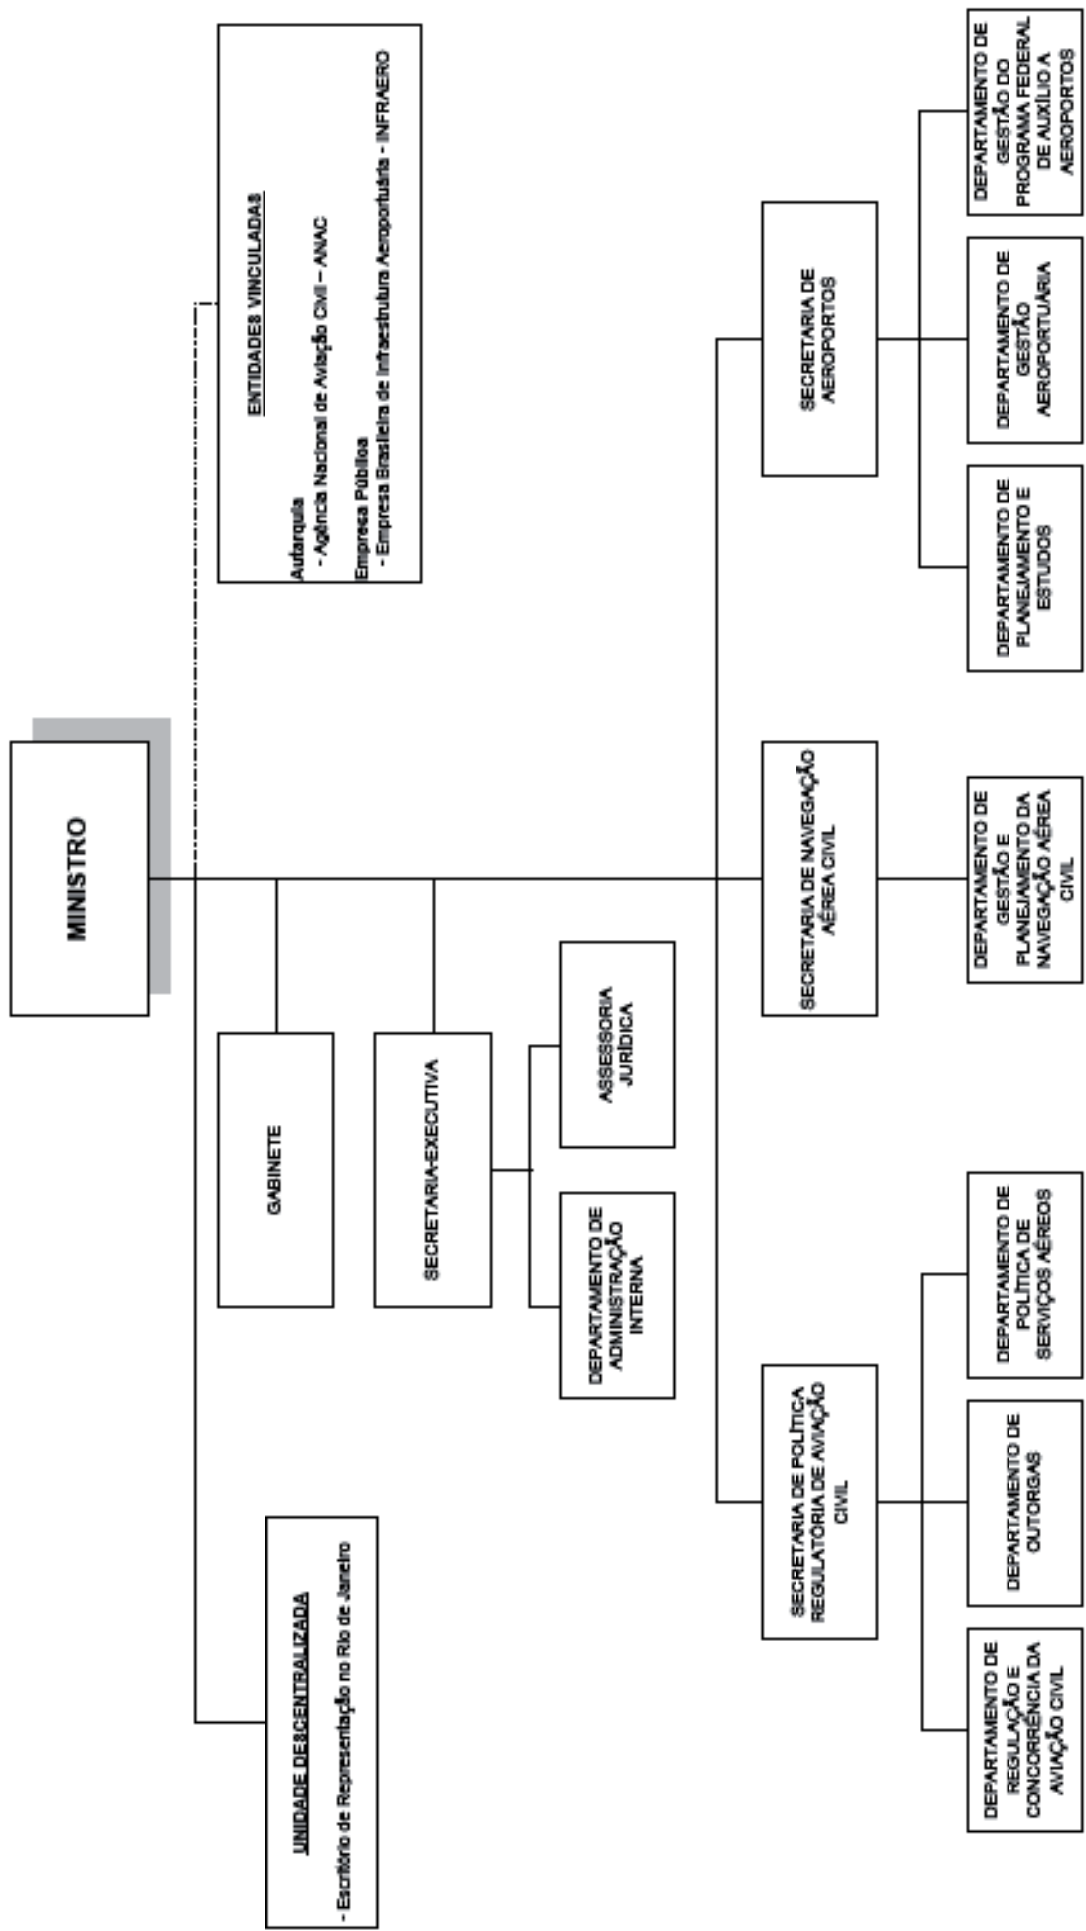 MINISTRO
UNIDADE DESCENTRALIZADA
- Escritório de Representação no Rio de Janeiro
GABINETE
ENTIDADES VINCULADAS
Autarquia
- Agência Nacional de Aviação Civil – ANAC
Empresa Pública
- Empresa Brasileira de Infraestrutura Aeroportuária - INFRAERO
SECRETARIA-EXECUTIVA
DEPARTAMENTO DE
ADMINISTRAÇÃO
INTERNA
ASSESSORIA
JURÍDICA
SECRETARIA DE POLÍTICA
REGULATÓRIA DE AVIAÇÃO
CIVIL
SECRETARIA DE NAVEGAÇÃO
AÉREA CIVIL
SECRETARIA DE
AEROPORTOS
DEPARTAMENTO DE
REGULAÇÃO E
CONCORRÊNCIA DA
AVIAÇÃO CIVIL
DEPARTAMENTO DE
OUTORGAS
DEPARTAMENTO DE
POLÍTICA DE
SERVIÇOS AÉREOS
DEPARTAMENTO DE
GESTÃO E
PLANEJAMENTO DA
NAVEGAÇÃO AÉREA
CIVIL
DEPARTAMENTO DE
PLANEJAMENTO E
ESTUDOS
DEPARTAMENTO DE
GESTÃO
AEROPORTUÁRIA
DEPARTAMENTO DE
GESTÃO DO
PROGRAMA FEDERAL
DE AUXÍLIO A
AEROPORTOS